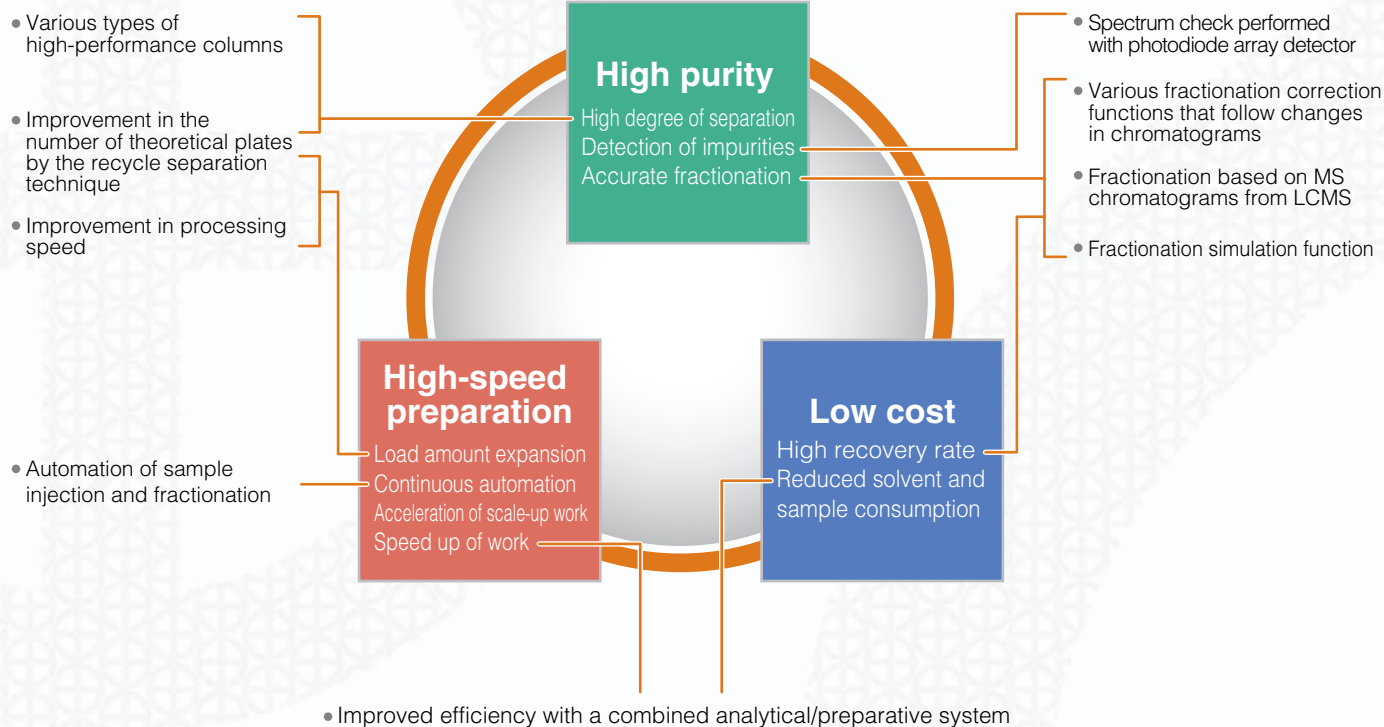 • Various types of
high-performance columns
• Improvement in the
number of theoretical plates
by the recycle separation
technique
• Improvement in processing
speed
• Automation of sample
injection and fractionation
High purity
High degree of separation
Detection of impurities
Accurate fractionation
• Spectrum check performed
with photodiode array detector
• Various fractionation correction
functions that follow changes
in chromatograms
• Fractionation based on MS
chromatograms from LCMS
• Fractionation simulation function
High-speed
preparation
Load amount expansion
Continuous automation
Acceleration of scale-up work
Speed up of work
Low cost
High recovery rate
Reduced solvent and
sample consumption
• Improved efficiency with a combined analytical/preparative system